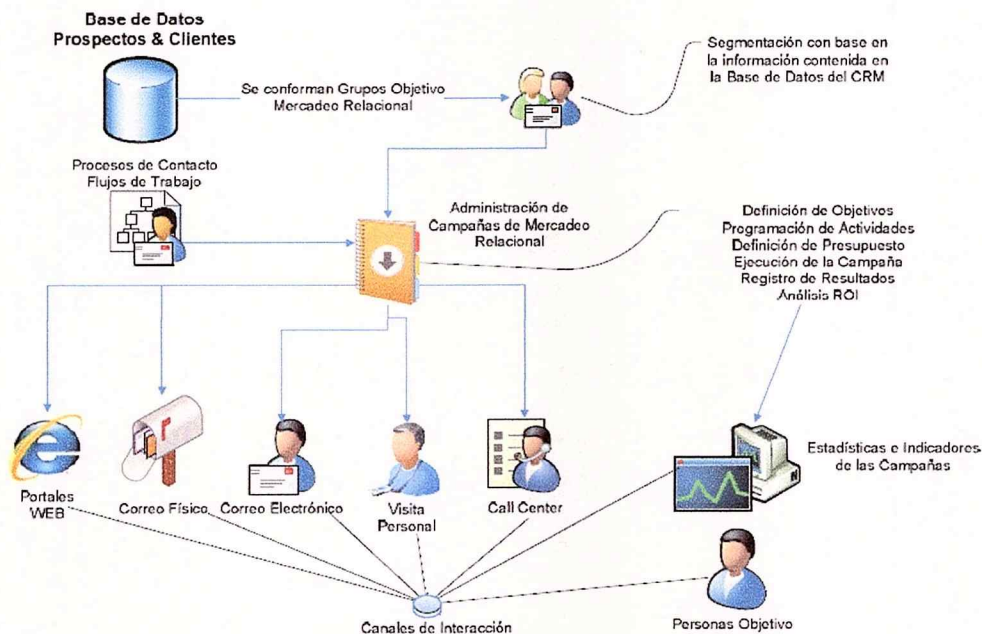 Base de Datos
Prospectos & Clientes
Se conforman Grupos Objetivo
Mercadeo Relacional
Segmentación con base en
la información contenida en
la Base de Datos del CRM
Procesos de Contacto
Flujos de Trabajo
Administración de
Campañas de Mercadeo
Relacional
Definición de Objetivos
Programación de Actividades
Definición de Presupuesto
Ejecución de la Campaña
Registro de Resultados
Análisis ROI
Portales
WEB
Correo Físico
Correo Electrónico
Visita
Personal
Call Center
Estadísticas e Indicadores
de las Campañas
Canales de Interacción
Personas Objetivo